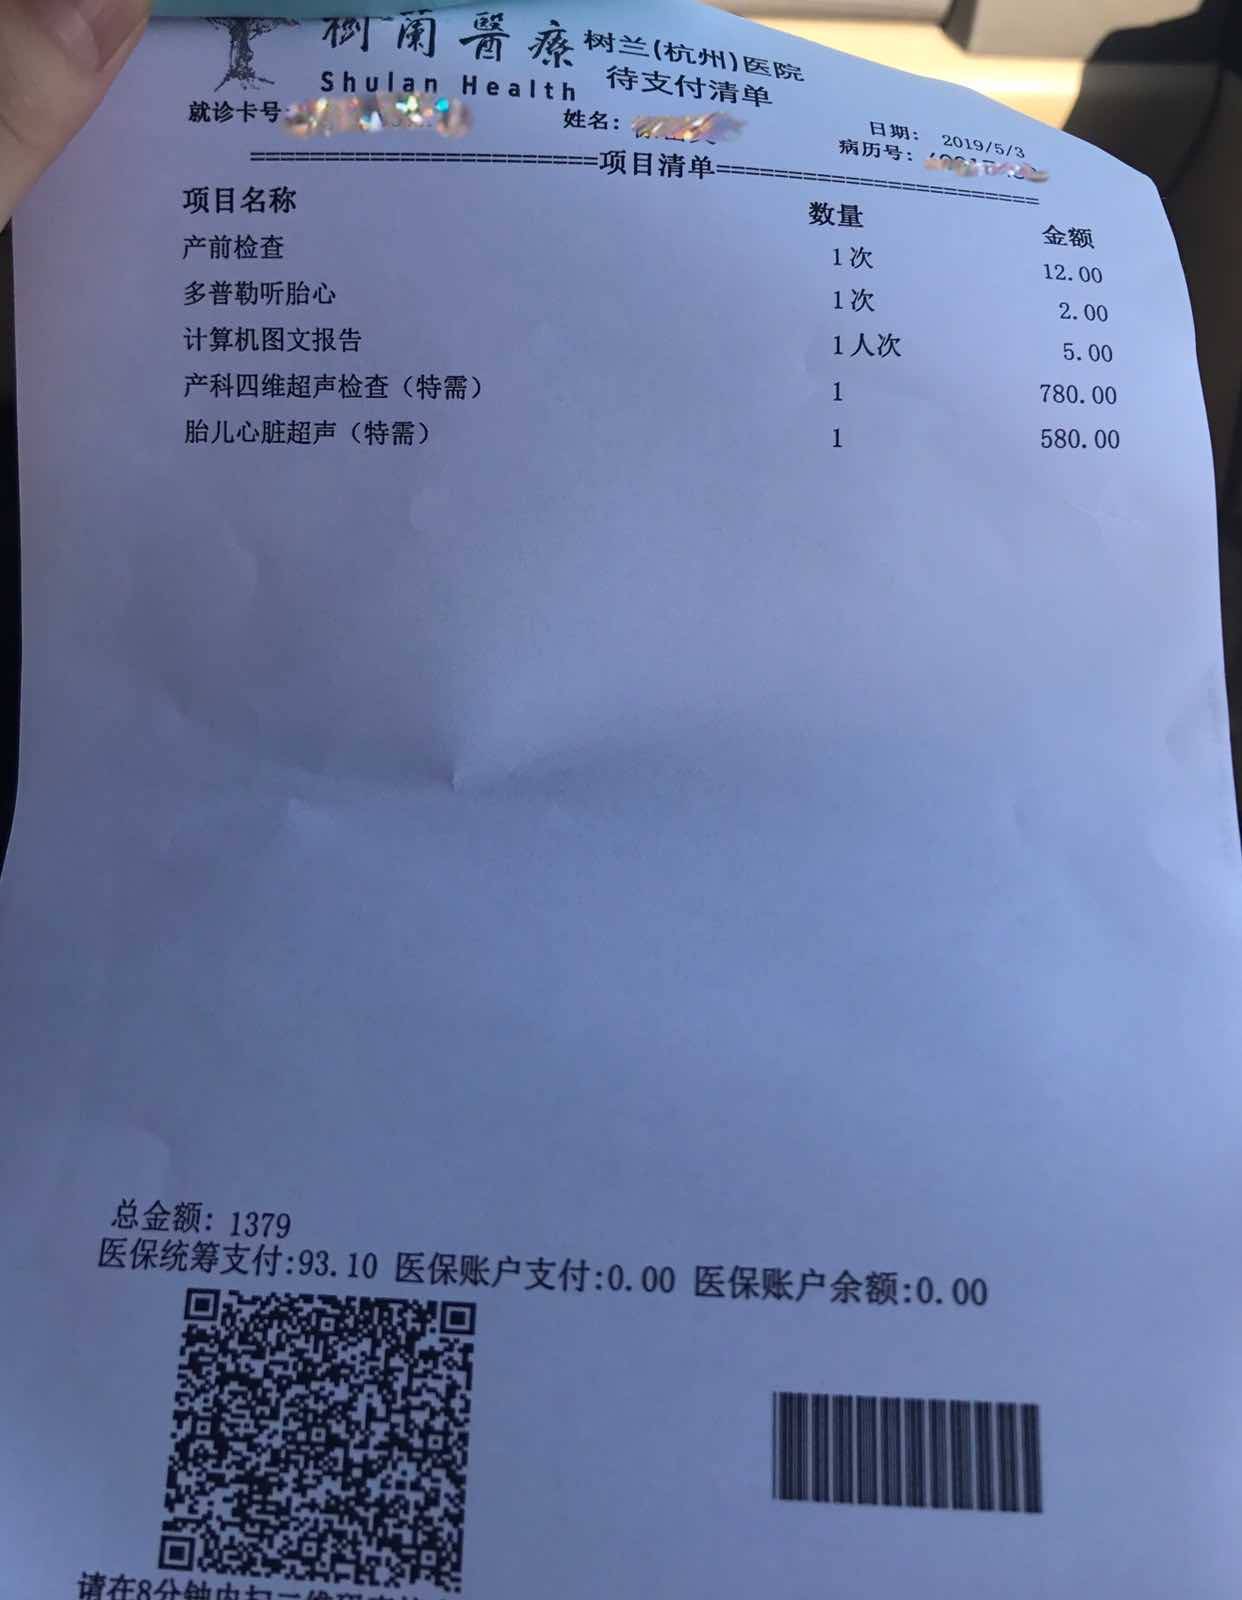 樹蘭醫療 树兰(杭州)医院
Shulan Health 待支付清单
就诊卡号: 姓名: 日期: 2019/5/3
病历号:
=======================项目清单=======================
项目名称 数量 金额
产前检查 1次 12.00
多普勒听胎心 1次 2.00
计算机图文报告 1人次 5.00
产科四维超声检查（特需） 1 780.00
胎儿心脏超声（特需） 1 580.00
总金额: 1379
医保统筹支付:93.10 医保账户支付:0.00 医保账户余额:0.00
请在8分钟内扫二维码